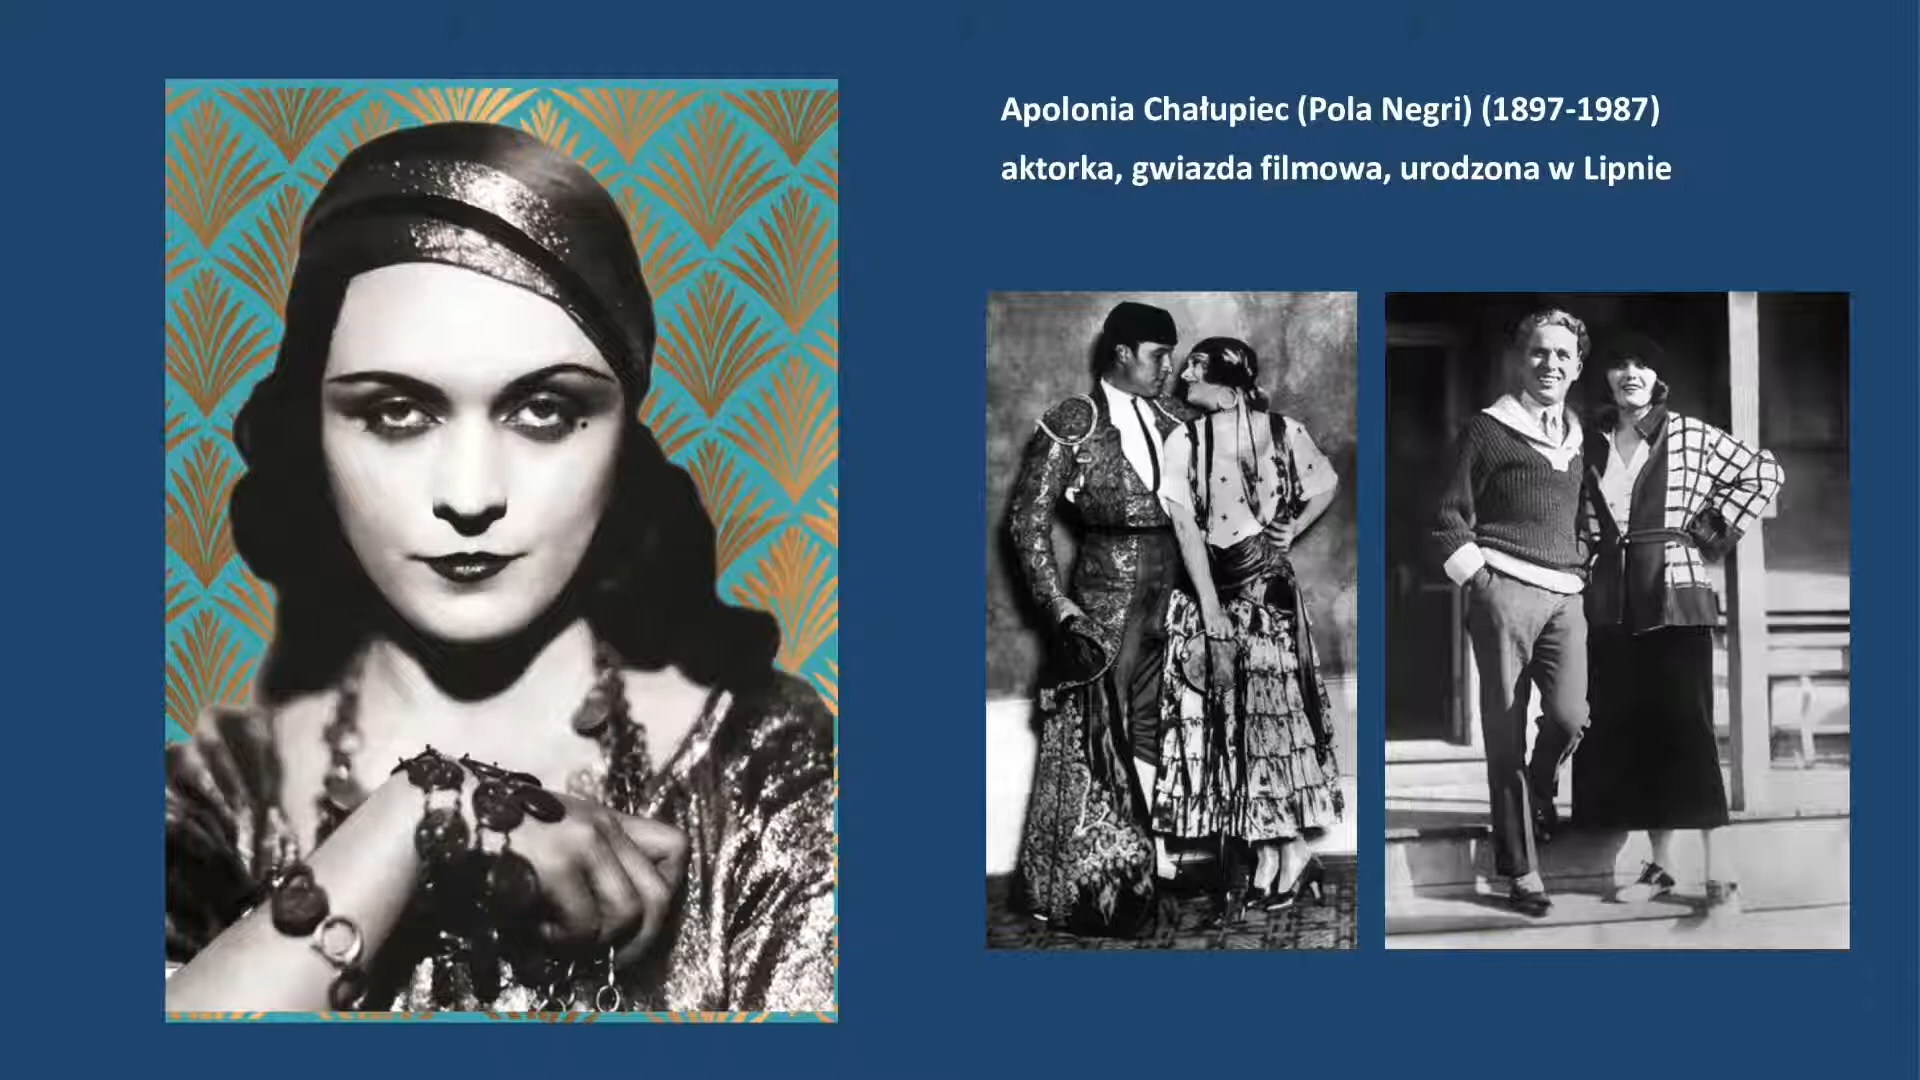 Apolonia Chałupiec (Pola Negri) (1897-1987)
aktorka, gwiazda filmowa, urodzona w Lipnie